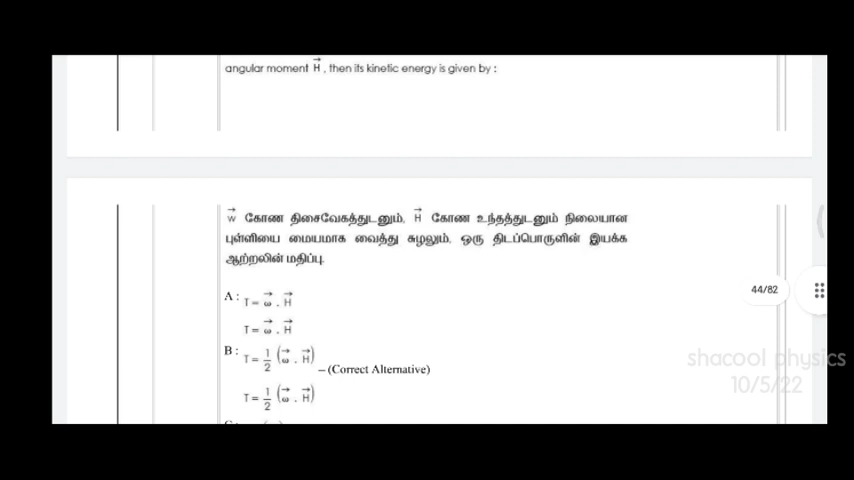 angular moment H⃗, then its kinetic energy is given by :
w⃗ கோண திசைவேகத்துடனும், H⃗ கோண உந்தத்துடனும் நிலையான
புள்ளியை மையமாக வைத்து சுழலும், ஒரு திடப்பொருளின் இயக்க
ஆற்றலின் மதிப்பு.
A : T = ω⃗ . H⃗
T = ω⃗ . H⃗
44/82
B : T = 1/2 (ω⃗ . H⃗) – (Correct Alternative)
T = 1/2 (ω⃗ . H⃗)
shacool physics
10/5/22